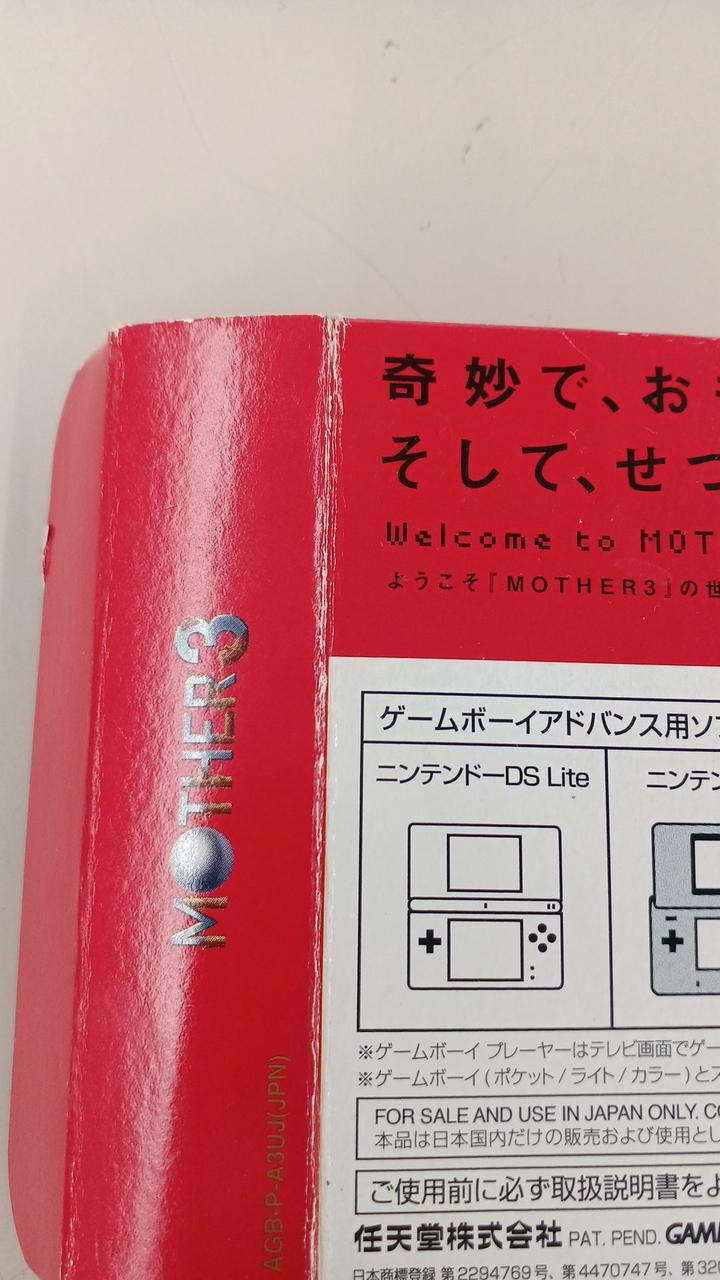 MOTHER3
AGB-P-A3UJ(JPN)
奇妙で、お
そして、せつ
Welcome to MOT
ようこそ『MOTHER3』の世
ゲームボーイアドバンス用ソフ
ニンテンドーDS Lite
ニンテン
※ゲームボーイ プレーヤーはテレビ画面でゲー
※ゲームボーイ(ポケット/ライト/カラー)とス
FOR SALE AND USE IN JAPAN ONLY. CO
本品は日本国内だけの販売および使用とし
ご使用前に必ず取扱説明書をよ
任天堂株式会社 PAT. PEND. GAM
日本商標登録 第2294769号、第4470747号、第320